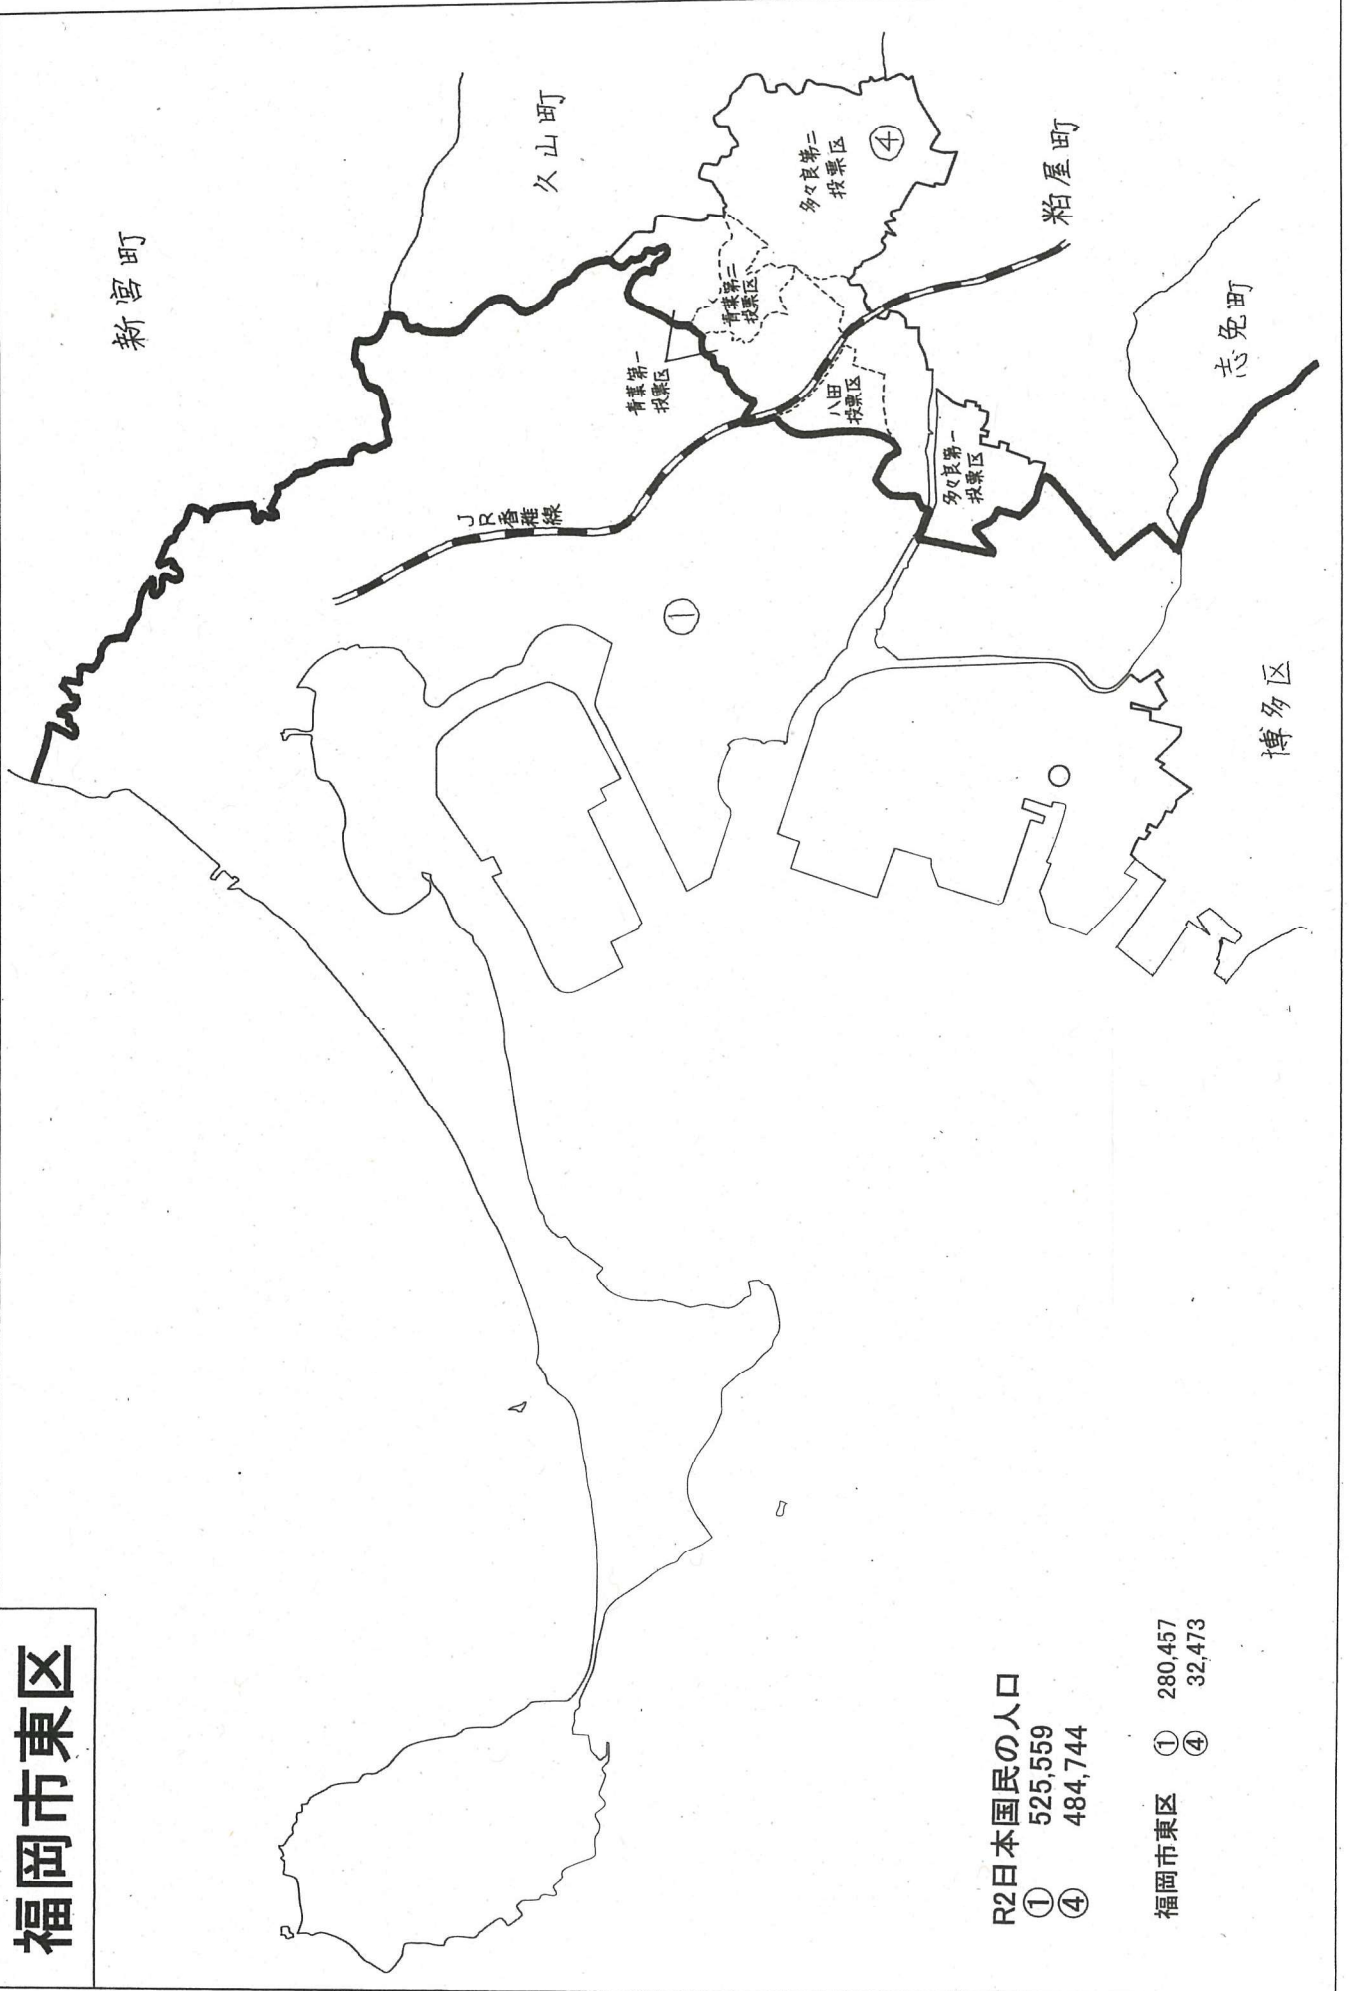 福岡市東区
新宮町
久山町
多々良第二
投票区
④
粕屋町
青葉第二
投票区
青葉第一
投票区
八田
投票区
多々良第一
投票区
志免町
JR香椎線
①
博多区
R2日本国民の人口
① 525,559
④ 484,744
福岡市東区 ① 280,457
④ 32,473